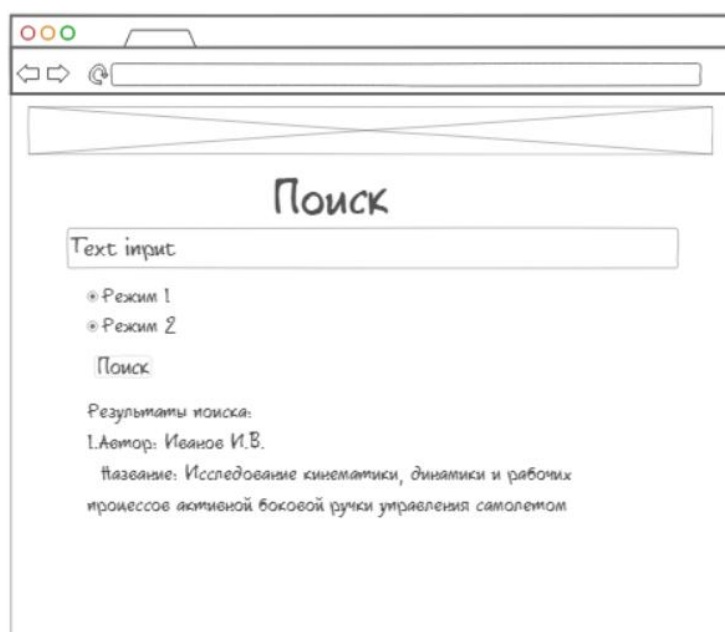 Поиск
Text input
Режим 1
Режим 2
Поиск
Результаты поиска:
1.Автор: Иванов И.В.
Название: Исследование кинематики, динамики и рабочих
процессов активной боковой ручки управления самолетом